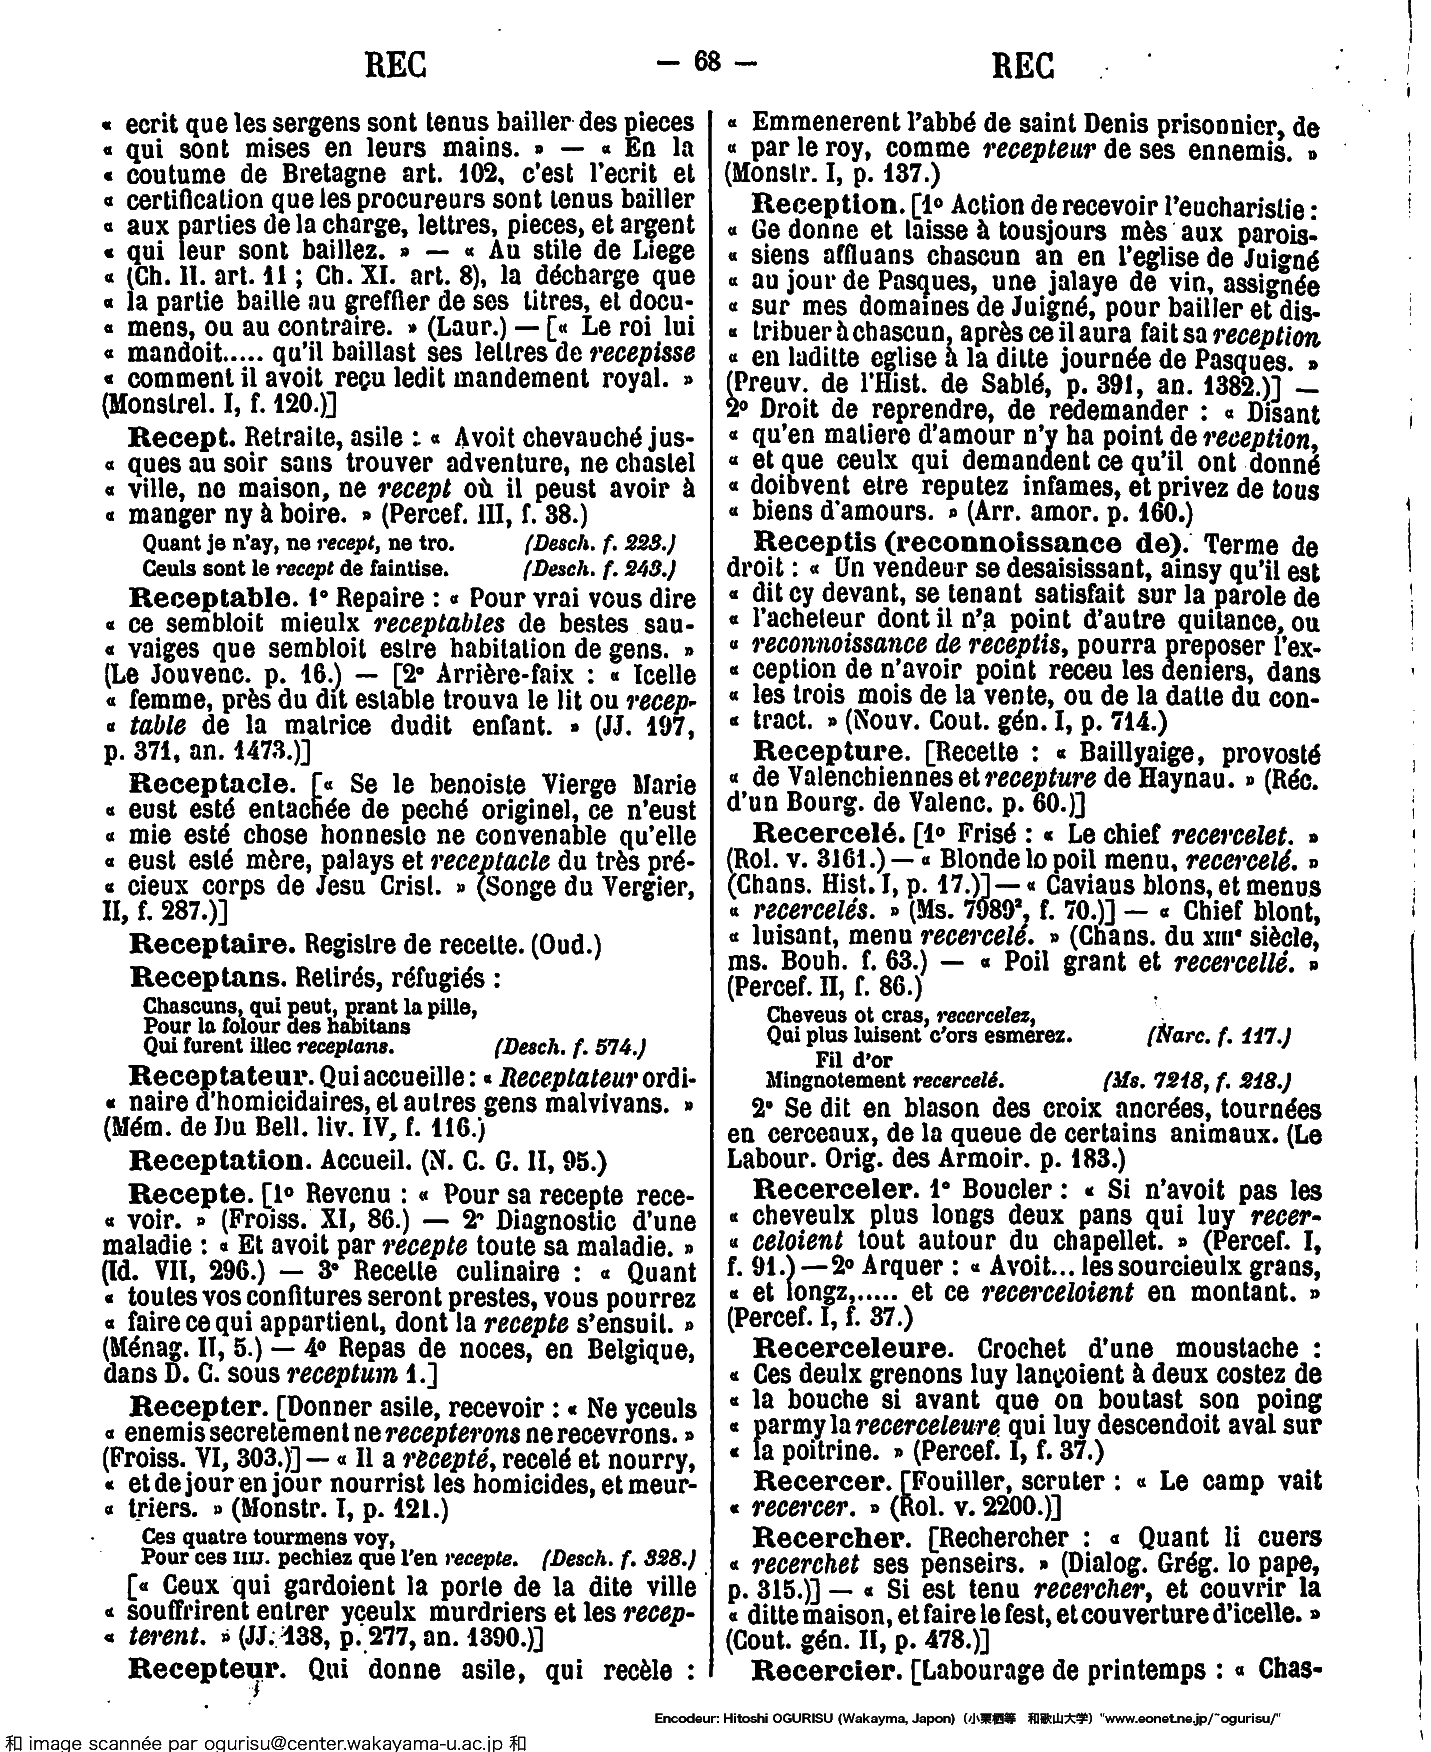 REC — 68 — REC
« ecrit que les sergens sont tenus bailler des pieces
« qui sont mises en leurs mains. » — « En la
« coutume de Bretagne art. 102, c'est l'ecrit et
« certification que les procureurs sont tenus bailler
« aux parties de la charge, lettres, pieces, et argent
« qui leur sont baillez. » — « Au stile de Liege
« (Ch. II. art. 11 ; Ch. XI. art. 8), la décharge que
« la partie baille au greffier de ses titres, et docu-
« mens, ou au contraire. » (Laur.) — [« Le roi lui
« mandoit..... qu'il baillast ses lettres de recepisse
« comment il avoit reçu ledit mandement royal. »
(Monstrel. I, f. 120.)]
Recept. Retraite, asile : « Avoit chevauché jus-
« ques au soir sans trouver adventure, ne chastel
« ville, ne maison, ne recept où il peust avoir à
« manger ny à boire. » (Percef. III, f. 38.)
Quant je n'ay, ne recept, ne tro. (Desch. f. 223.)
Ceuls sont le recept de faintise. (Desch. f. 243.)
Receptable. 1º Repaire : « Pour vrai vous dire
« ce sembloit mieulx receptables de bestes sau-
« vaiges que sembloit estre habitation de gens. »
(Le Jouvenc. p. 16.) — [2º Arrière-faix : « Icelle
« femme, près du dit estable trouva le lit ou recep-
« table de la matrice dudit enfant. » (JJ. 197,
p. 371, an. 1473.)]
Receptacle. [« Se le benoiste Vierge Marie
« eust esté entachée de peché originel, ce n'eust
« mie esté chose honneste ne convenable qu'elle
« eust esté mère, palays et receptacle du très pré-
« cieux corps de Jesu Crist. » (Songe du Vergier,
II, f. 287.)]
Receptaire. Registre de recette. (Oud.)
Receptans. Retirés, réfugiés :
Chascuns, qui peut, prant la pille,
Pour la folour des habitans
Qui furent illec receptans. (Desch. f. 574.)
Receptateur. Qui accueille : « Receptateur ordi-
« naire d'homicidaires, et autres gens malvivans. »
(Mém. de Du Bell. liv. IV, f. 116.)
Receptation. Accueil. (N. C. G. II, 95.)
Recepte. [1º Revenu : « Pour sa recepte rece-
« voir. » (Froiss. XI, 86.) — 2º Diagnostic d'une
maladie : « Et avoit par recepte toute sa maladie. »
(Id. VII, 296.) — 3º Recette culinaire : « Quant
« toutes vos confitures seront prestes, vous pourrez
« faire ce qui appartient, dont la recepte s'ensuit. »
(Ménag. II, 5.) — 4º Repas de noces, en Belgique,
dans D. C. sous receptum 1.]
Recepter. [Donner asile, recevoir : « Ne yceuls
« enemis secretement ne recepterons ne recevrons. »
(Froiss. VI, 303.)] — « Il a recepté, recelé et nourry,
« et de jour en jour nourrist les homicides, et meur-
« triers. » (Monstr. I, p. 121.)
Ces quatre tourmens voy,
Pour ces IIIJ. pechiez que l'en recepte. (Desch. f. 328.)
[« Ceux qui gardoient la porte de la dite ville
« souffrirent entrer yceulx murdriers et les recep-
« terent. » (JJ. 138, p. 277, an. 1390.)]
Recepteur. Qui donne asile, qui recèle :
« Emmenerent l'abbé de saint Denis prisonnier, de
« par le roy, comme recepteur de ses ennemis. »
(Monstr. I, p. 137.)
Reception. [1º Action de recevoir l'eucharistie :
« Ge donne et laisse à tousjours mès aux parois-
« siens affluans chascun an en l'eglise de Juigné
« au jour de Pasques, une jalaye de vin, assignée
« sur mes domaines de Juigné, pour bailler et dis-
« tribuer à chascun, après ce il aura fait sa reception
« en laditte eglise à la ditte journée de Pasques. »
(Preuv. de l'Hist. de Sablé, p. 391, an. 1382.)] —
2º Droit de reprendre, de redemander : « Disant
« qu'en matiere d'amour n'y ha point de reception,
« et que ceulx qui demandent ce qu'il ont donné
« doibvent etre reputez infames, et privez de tous
« biens d'amours. » (Arr. amor. p. 160.)
Receptis (reconnoissance de). Terme de
droit : « Un vendeur se desaisissant, ainsy qu'il est
« dit cy devant, se tenant satisfait sur la parole de
« l'acheteur dont il n'a point d'autre quitance, ou
« reconnoissance de receptis, pourra preposer l'ex-
« ception de n'avoir point receu les deniers, dans
« les trois mois de la vente, ou de la datte du con-
« tract. » (Nouv. Cout. gén. I, p. 714.)
Recepture. [Recette : « Baillyaige, provosté
« de Valenchiennes et recepture de Haynau. » (Réc.
d'un Bourg. de Valenc. p. 60.)]
Recercelé. [1º Frisé : « Le chief recercelet. »
(Rol. v. 3161.) — « Blonde lo poil menu, recercelé. »
(Chans. Hist. I, p. 17.)] — « Caviaus blons, et menus
« recercelés. » (Ms. 7989², f. 70.)] — « Chief blont,
« luisant, menu recercelé. » (Chans. du XIIIe siècle,
ms. Bouh. f. 63.) — « Poil grant et recercellé. »
(Percef. II, f. 86.)
Cheveus ot cras, recercelez,
Qui plus luisent c'ors esmerez. (Narc. f. 117.)
Fil d'or
Mingnotement recercelé. (Ms. 7218, f. 218.)
2º Se dit en blason des croix ancrées, tournées
en cerceaux, de la queue de certains animaux. (Le
Labour. Orig. des Armoir. p. 183.)
Recerceler. 1º Boucler : « Si n'avoit pas les
« cheveulx plus longs deux pans qui luy recer-
« celoient tout autour du chapellet. » (Percef. I,
f. 91.) — 2º Arquer : « Avoit... les sourcieulx grans,
« et longz,..... et ce recerceloient en montant. »
(Percef. I, f. 37.)
Recerceleure. Crochet d'une moustache :
« Ces deulx grenons luy lançoient à deux costez de
« la bouche si avant que on boutast son poing
« parmy la recerceleure qui luy descendoit aval sur
« la poitrine. » (Percef. I, f. 37.)
Recercer. [Fouiller, scruter : « Le camp vait
« recercer. » (Rol. v. 2200.)]
Recercher. [Rechercher : « Quant li cuers
« recerchet ses penseirs. » (Dialog. Grég. lo pape,
p. 315.)] — « Si est tenu recercher, et couvrir la
« ditte maison, et faire le fest, et couverture d'icelle. »
(Cout. gén. II, p. 478.)]
Recercier. [Labourage de printemps : « Chas-
Encodeur: Hitoshi OGURISU (Wakayma, Japon) (小栗栖等 和歌山大学) "www.eonet.ne.jp/~ogurisu/"
和 image scannée par ogurisu@center.wakayama-u.ac.jp 和